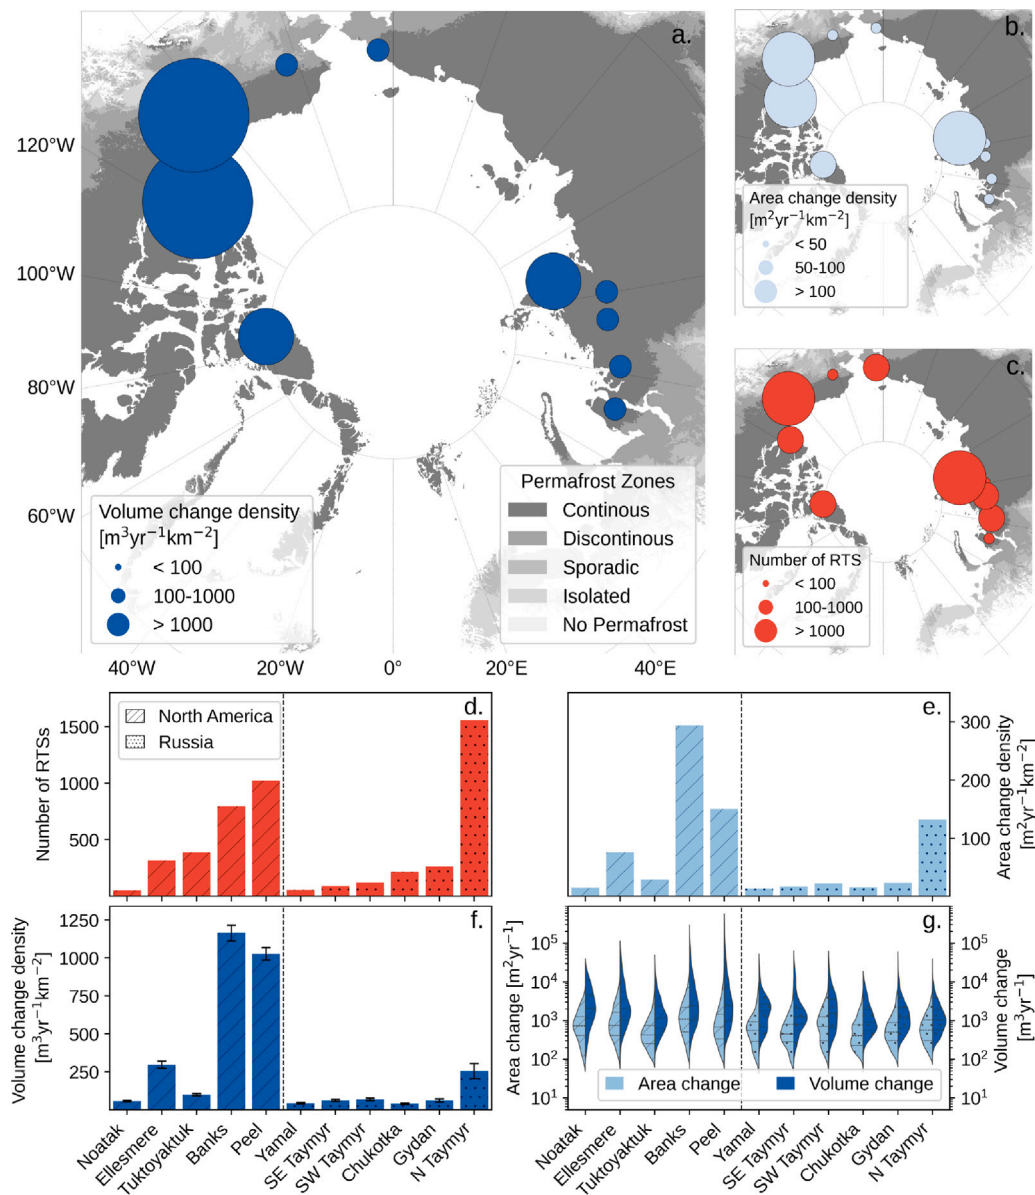 a.
120°W
100°W
80°W
60°W
40°W
20°W
0°
20°E
40°E
Volume change density
[m³yr⁻¹km⁻²]
< 100
100-1000
> 1000
Permafrost Zones
Continous
Discontinous
Sporadic
Isolated
No Permafrost
b.
Area change density
[m²yr⁻¹km⁻²]
< 50
50-100
> 100
c.
Number of RTS
< 100
100-1000
> 1000
d.
North America
Russia
Number of RTSs
1500
1000
500
e.
Area change density
[m²yr⁻¹km⁻²]
300
200
100
f.
Volume change density
[m³yr⁻¹km⁻²]
1250
1000
750
500
250
Noatak
Ellesmere
Tuktoyaktuk
Banks
Peel
Yamal
SE Taymyr
SW Taymyr
Chukotka
Gydan
N Taymyr
g.
Area change [m²yr⁻¹]
10⁵
10⁴
10³
10²
10¹
Volume change
[m³yr⁻¹]
10⁵
10⁴
10³
10²
10¹
Area change
Volume change
Noatak
Ellesmere
Tuktoyaktuk
Banks
Peel
Yamal
SE Taymyr
SW Taymyr
Chukotka
Gydan
N Taymyr